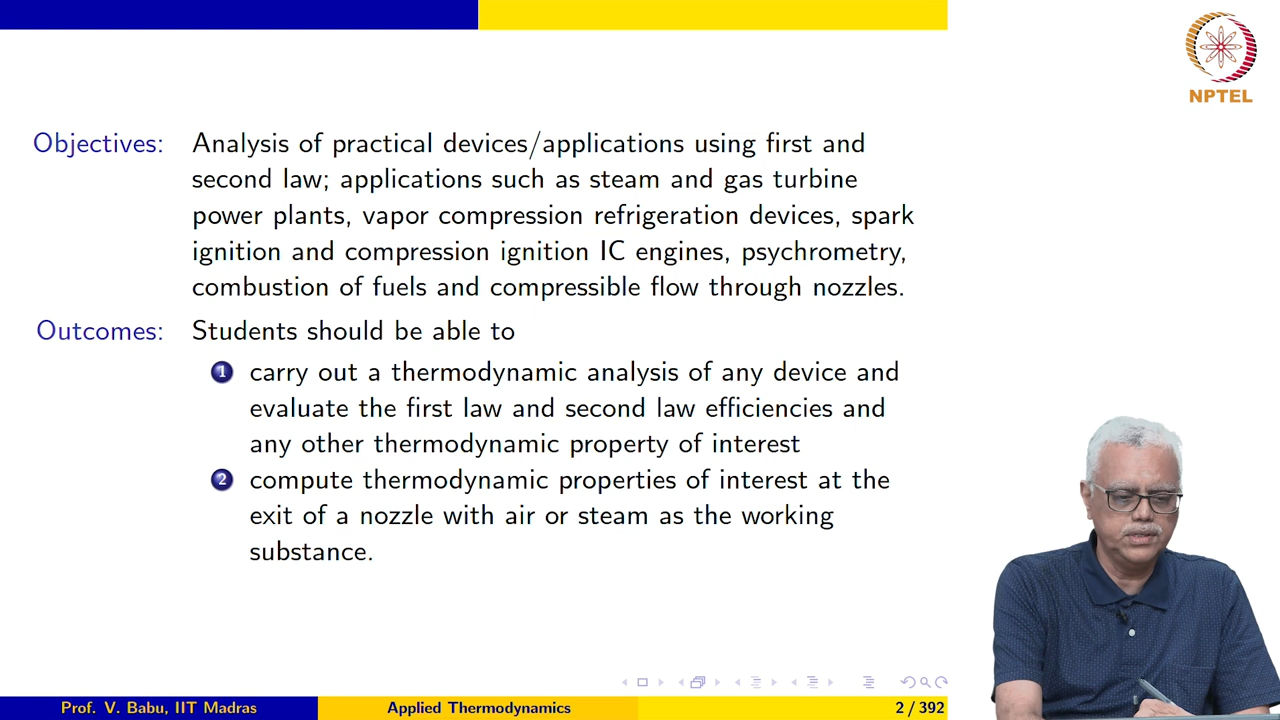 NPTEL
Objectives: Analysis of practical devices/applications using first and
second law; applications such as steam and gas turbine
power plants, vapor compression refrigeration devices, spark
ignition and compression ignition IC engines, psychrometry,
combustion of fuels and compressible flow through nozzles.
Outcomes: Students should be able to
1 carry out a thermodynamic analysis of any device and
evaluate the first law and second law efficiencies and
any other thermodynamic property of interest
2 compute thermodynamic properties of interest at the
exit of a nozzle with air or steam as the working
substance.
Prof. V. Babu, IIT Madras Applied Thermodynamics 2 / 392